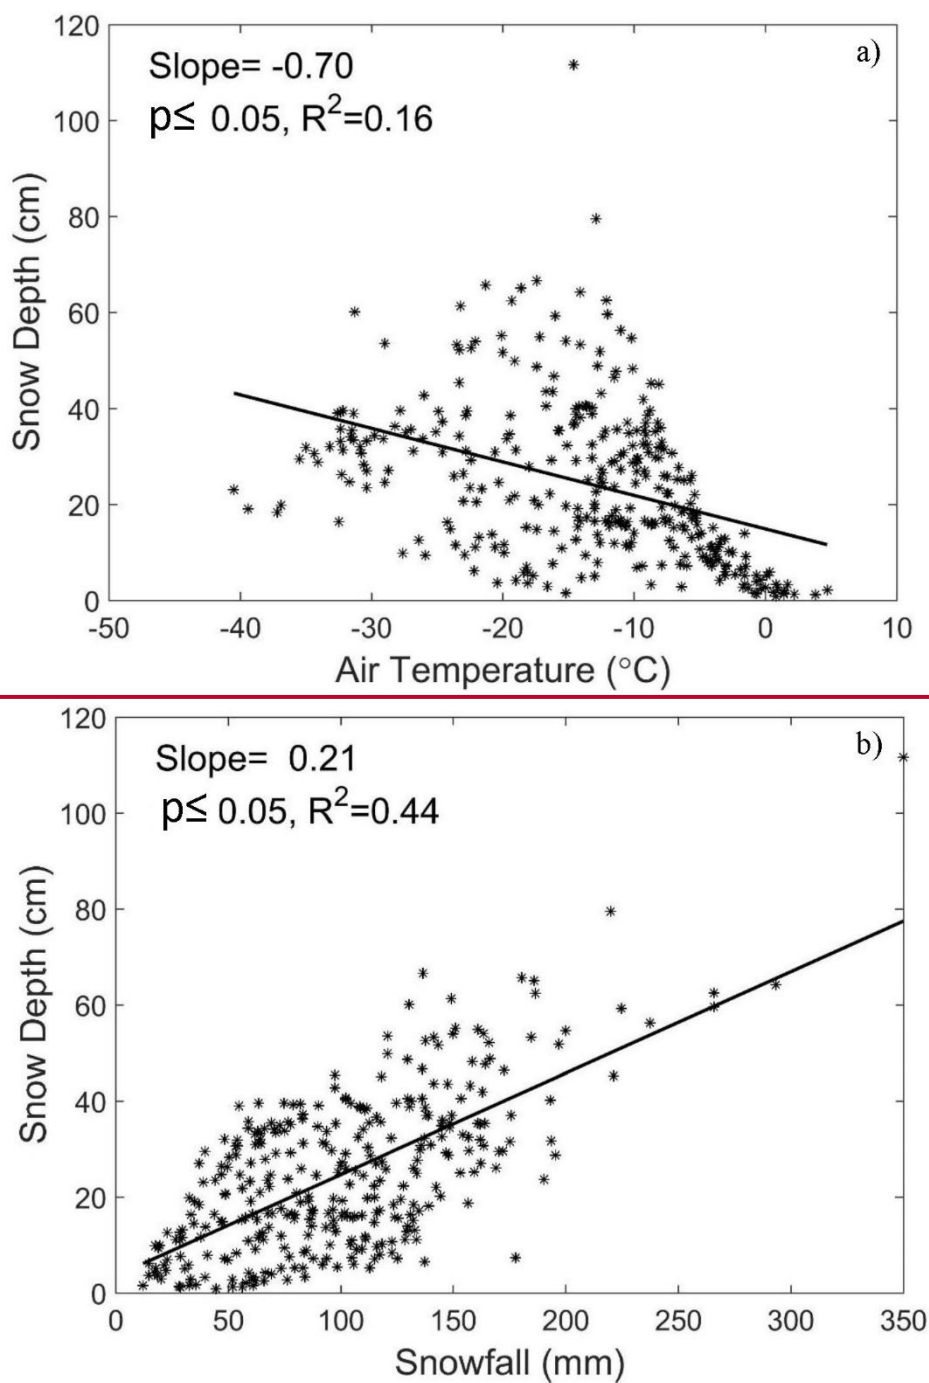 120
a)
Slope= -0.70
p≤ 0.05, R²=0.16
100
80
60
40
20
0
Snow Depth (cm)
-50 -40 -30 -20 -10 0 10
Air Temperature (°C)
120
b)
Slope= 0.21
p≤ 0.05, R²=0.44
100
80
60
40
20
0
Snow Depth (cm)
0 50 100 150 200 250 300 350
Snowfall (mm)